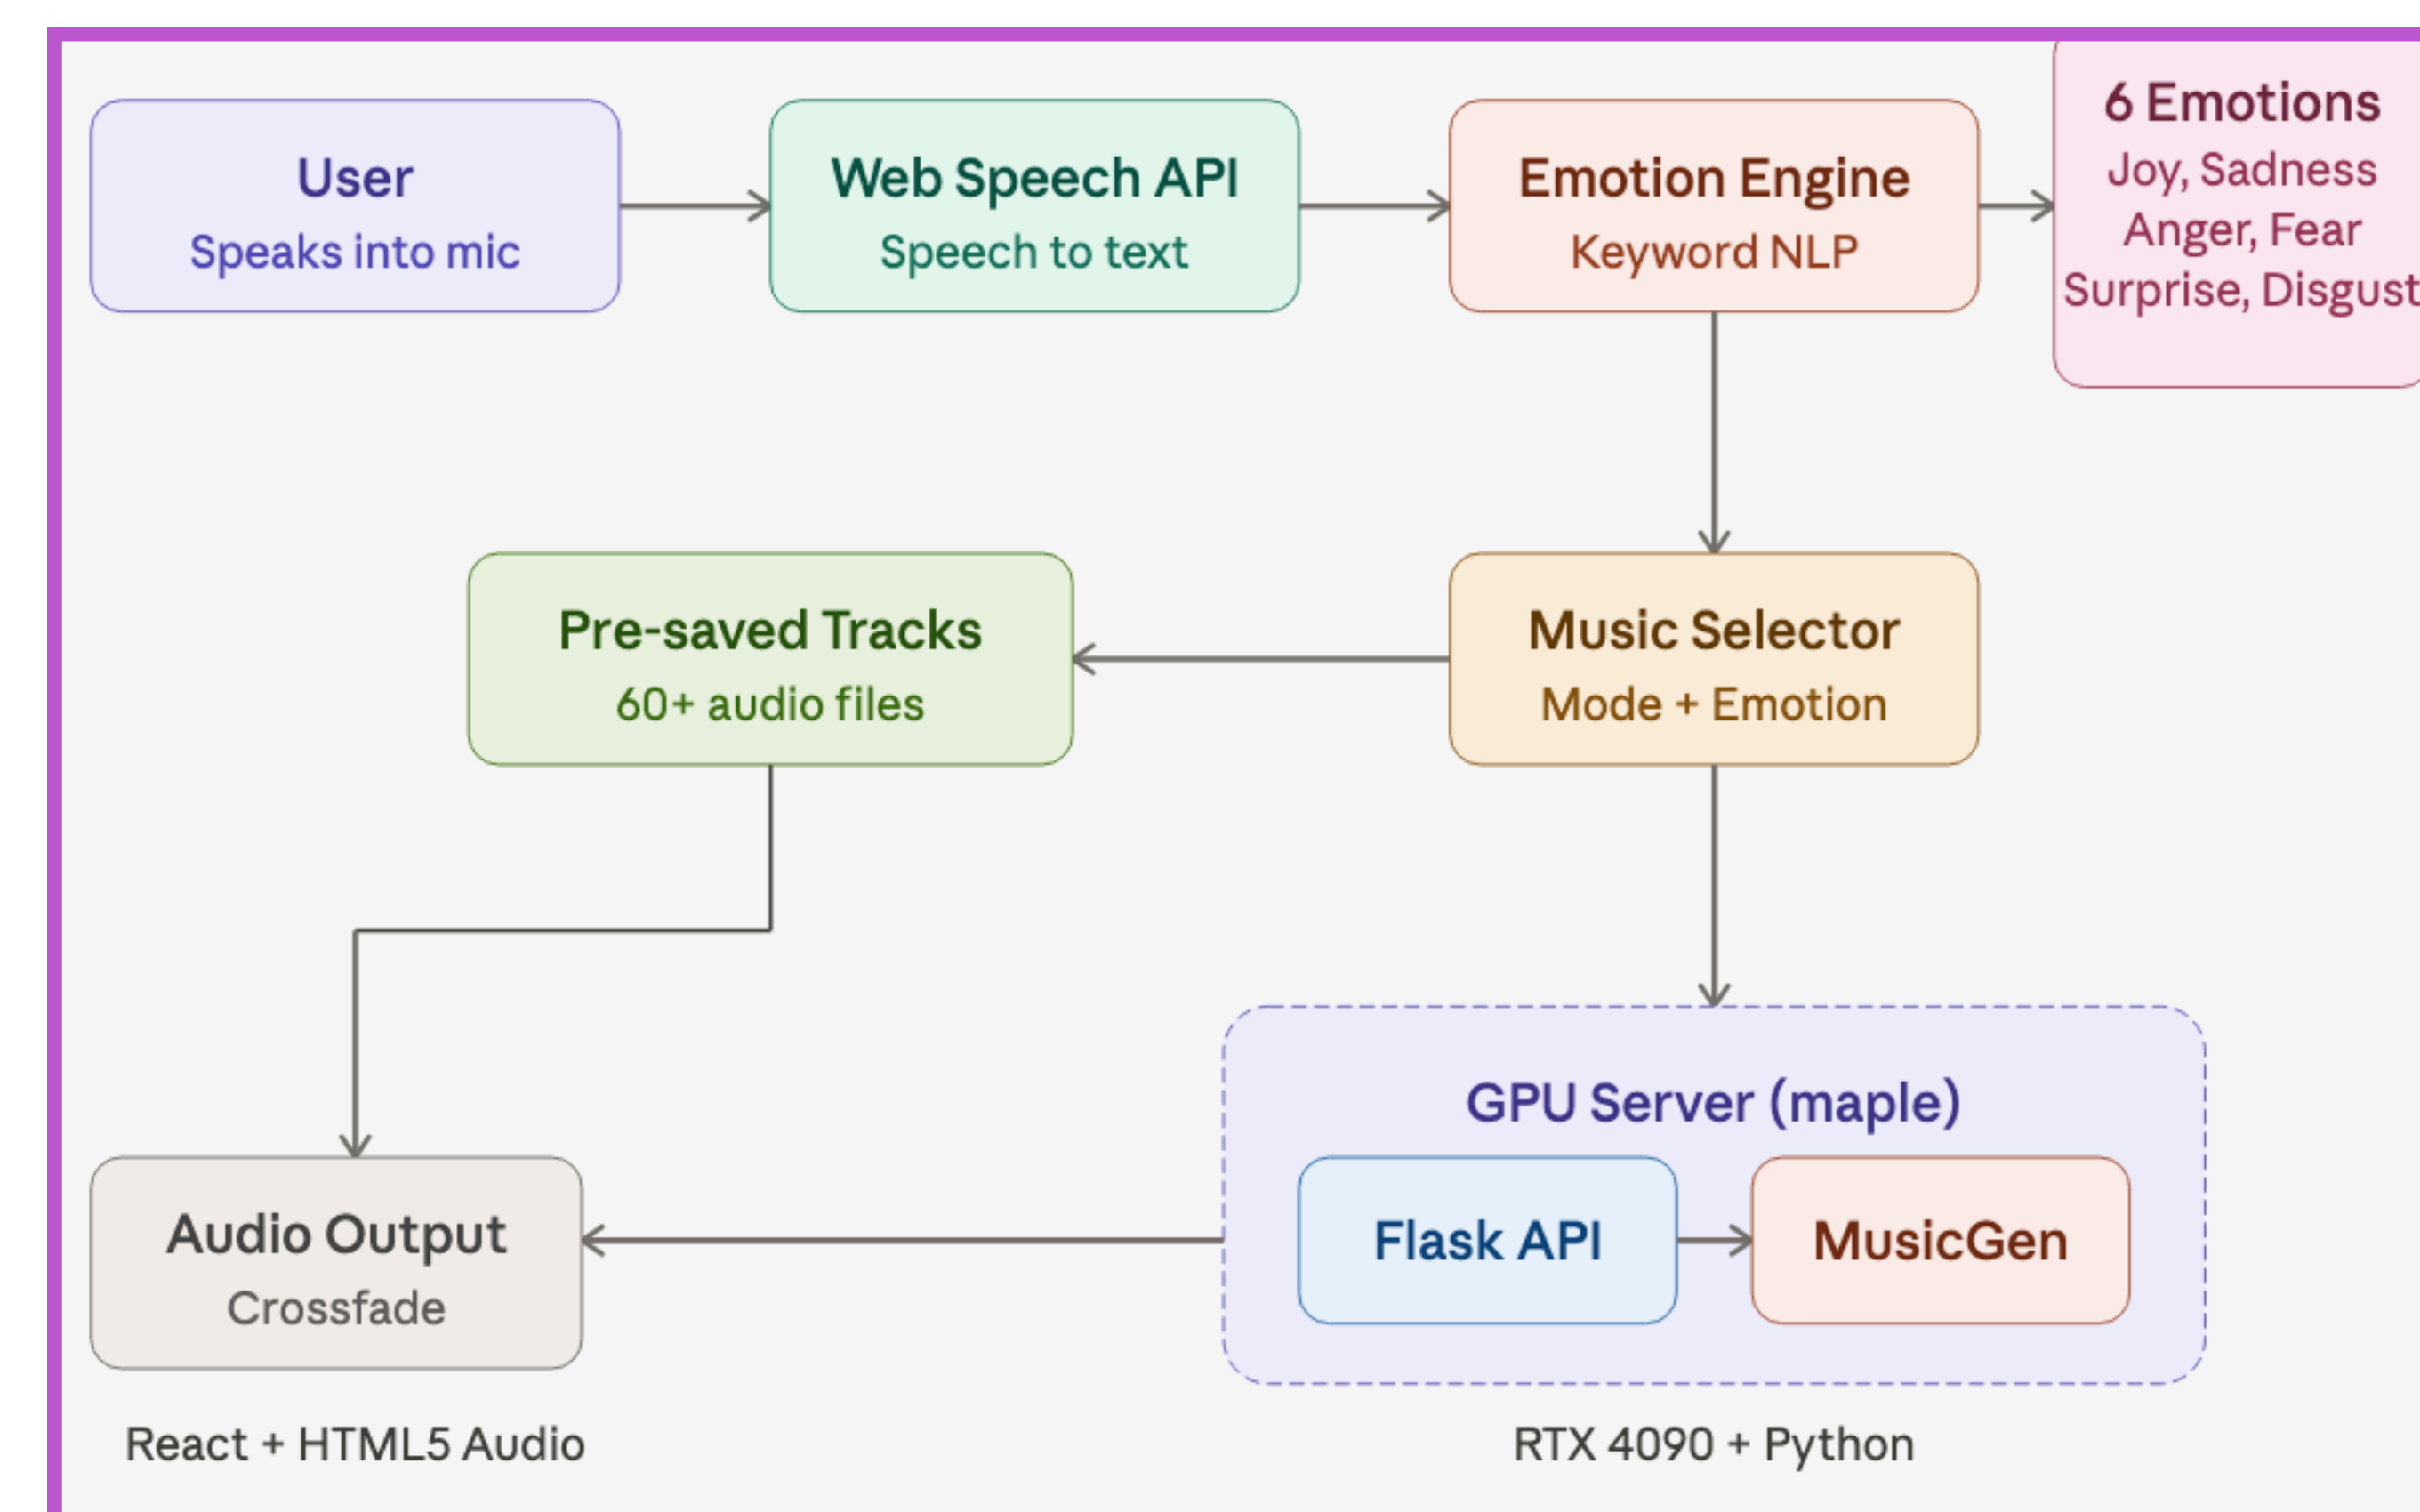 User
Speaks into mic
Web Speech API
Speech to text
Emotion Engine
Keyword NLP
6 Emotions
Joy, Sadness
Anger, Fear
Surprise, Disgust
Pre-saved Tracks
60+ audio files
Music Selector
Mode + Emotion
GPU Server (maple)
Flask API
MusicGen
Audio Output
Crossfade
React + HTML5 Audio
RTX 4090 + Python